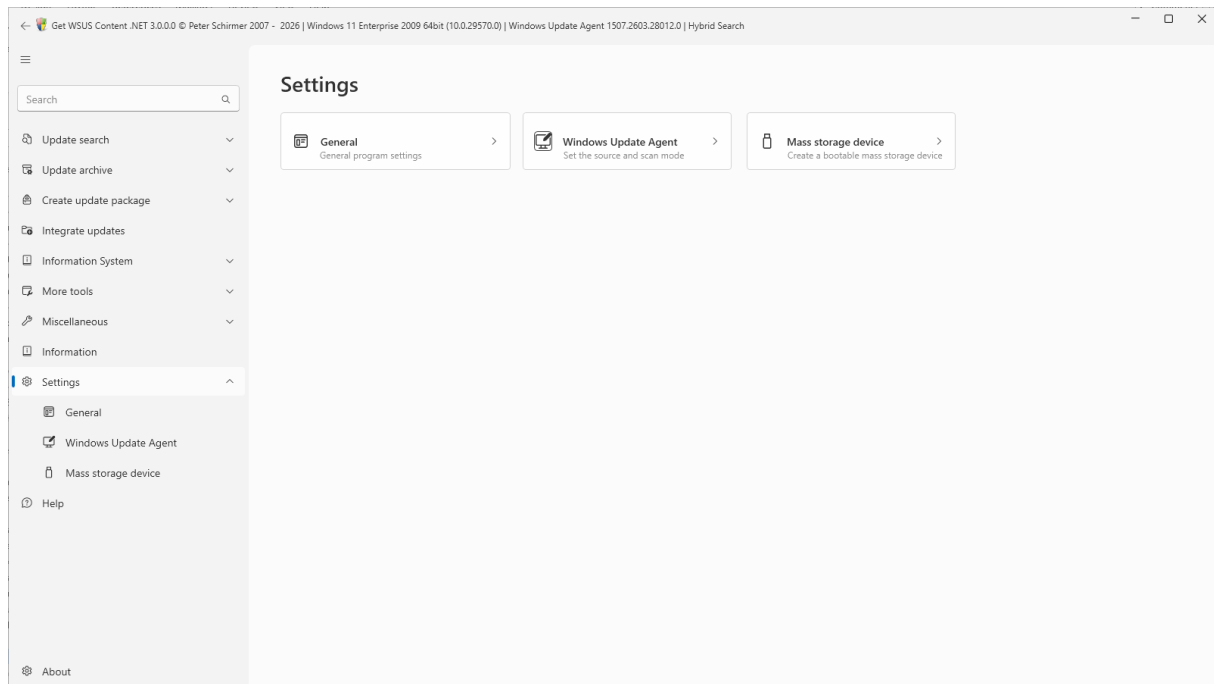 Get WSUS Content .NET 3.0.0.0 © Peter Schirmer 2007 - 2026 | Windows 11 Enterprise 2009 64bit (10.0.29570.0) | Windows Update Agent 1507.2603.28012.0 | Hybrid Search
Search
Update search
Update archive
Create update package
Integrate updates
Information System
More tools
Miscellaneous
Information
Settings
General
Windows Update Agent
Mass storage device
Help
About
Settings
General
General program settings
Windows Update Agent
Set the source and scan mode
Mass storage device
Create a bootable mass storage device